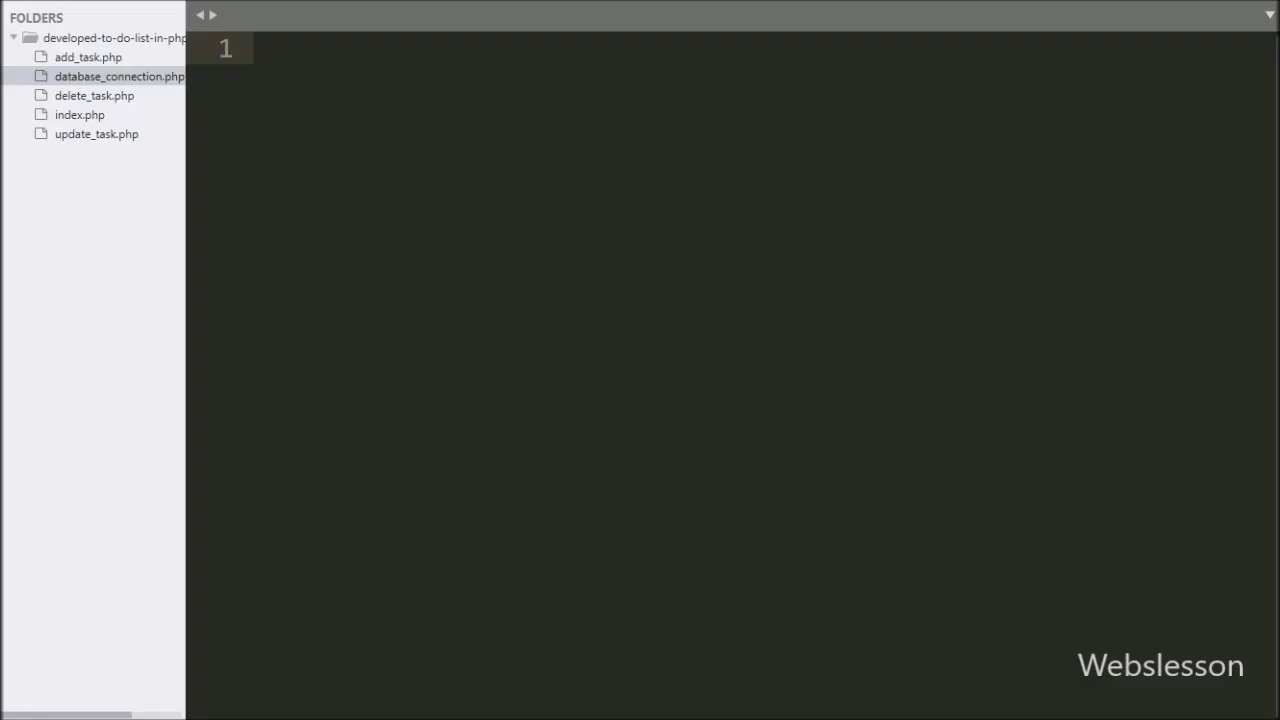 FOLDERS
developed-to-do-list-in-php
add_task.php
database_connection.php
delete_task.php
index.php
update_task.php
1
Webslesson